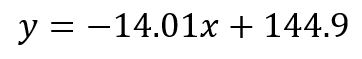 y = −14.01x + 144.9